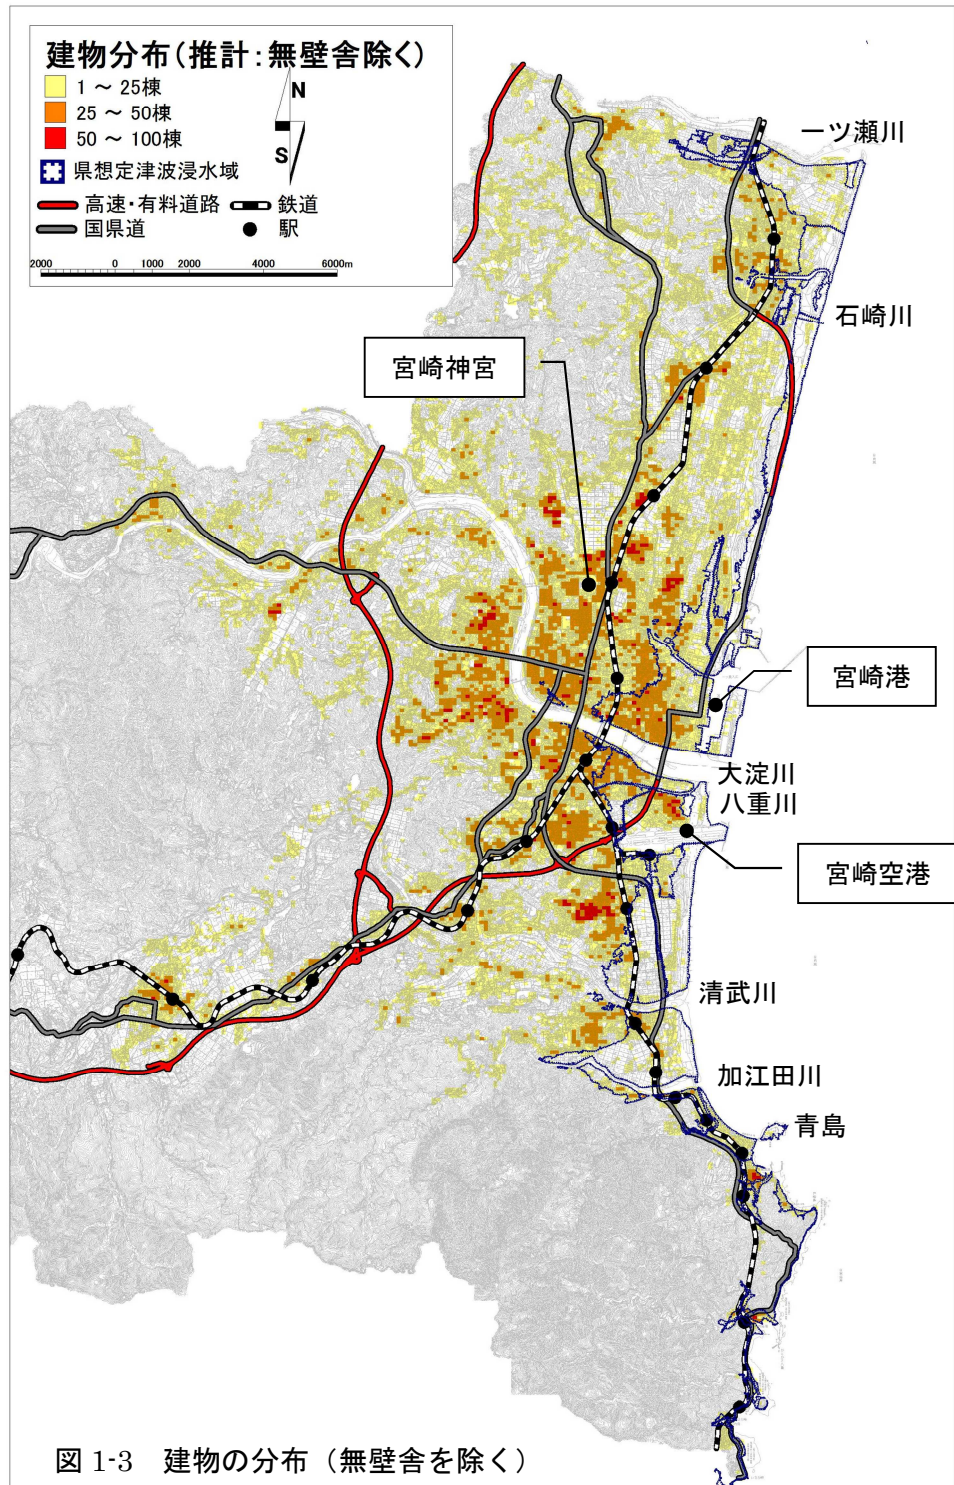 建物分布(推計:無壁舎除く)
1 ～ 25棟
25 ～ 50棟
50 ～ 100棟
N
S
県想定津波浸水域
高速・有料道路
鉄道
国県道
駅
2000 0 1000 2000 4000 6000m
一ツ瀬川
石崎川
宮崎神宮
宮崎港
大淀川
八重川
宮崎空港
清武川
加江田川
青島
図 1-3 建物の分布（無壁舎を除く）